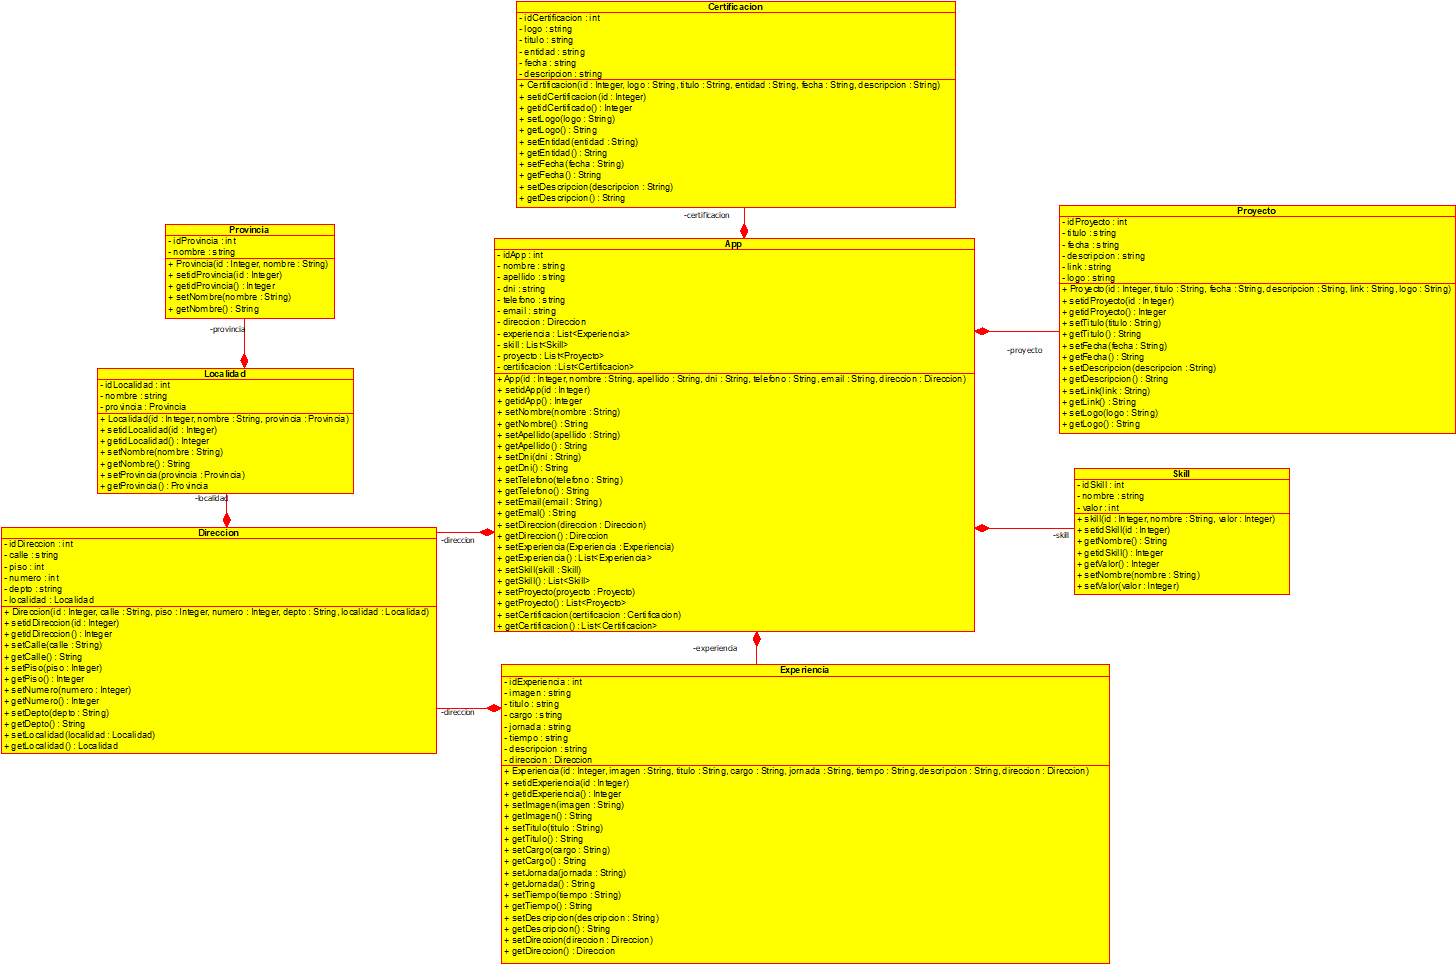 Certificacion
- idCertificacion : int
- logo : string
- titulo : string
- entidad : string
- fecha : string
- descripcion : string
+ Certificacion(id : Integer, logo : String, titulo : String, entidad : String, fecha : String, descripcion : String)
+ setidCertificacion(id : Integer)
+ getidCertificado() : Integer
+ setLogo(logo : String)
+ getLogo() : String
+ setEntidad(entidad : String)
+ getEntidad() : String
+ setFecha(fecha : String)
+ getFecha() : String
+ setDescripcion(descripcion : String)
+ getDescripcion() : String
-certificacion
Provincia
- idProvincia : int
- nombre : string
+ Provincia(id : Integer, nombre : String)
+ setidProvincia(id : Integer)
+ getidProvincia() : Integer
+ setNombre(nombre : String)
+ getNombre() : String
-provincia
Localidad
- idLocalidad : int
- nombre : string
- provincia : Provincia
+ Localidad(id : Integer, nombre : String, provincia : Provincia)
+ setidLocalidad(id : Integer)
+ getidLocalidad() : Integer
+ setNombre(nombre : String)
+ getNombre() : String
+ setProvincia(provincia : Provincia)
+ getProvincia() : Provincia
-localidad
Direccion
- idDireccion : int
- calle : string
- piso : int
- numero : int
- depto : string
- localidad : Localidad
+ Direccion(id : Integer, calle : String, piso : Integer, numero : Integer, depto : String, localidad : Localidad)
+ setidDireccion(id : Integer)
+ getidDireccion() : Integer
+ setCalle(calle : String)
+ getCalle() : String
+ setPiso(piso : Integer)
+ getPiso() : Integer
+ setNumero(numero : Integer)
+ getNumero() : Integer
+ setDepto(depto : String)
+ getDepto() : String
+ setLocalidad(localidad : Localidad)
+ getLocalidad() : Localidad
-direccion
-direccion
App
- idApp : int
- nombre : string
- apellido : string
- dni : string
- telefono : string
- email : string
- direccion : Direccion
- experiencia : List<Experiencia>
- skill : List<Skill>
- proyecto : List<Proyecto>
- certificacion : List<Certificacion>
+ App(id : Integer, nombre : String, apellido : String, dni : String, telefono : String, email : String, direccion : Direccion)
+ setidApp(id : Integer)
+ getidApp() : Integer
+ setNombre(nombre : String)
+ getNombre() : String
+ setApellido(apellido : String)
+ getApellido() : String
+ setDni(dni : String)
+ getDni() : String
+ setTelefono(telefono : String)
+ getTelefono() : String
+ setEmail(email : String)
+ getEmal() : String
+ setDireccion(direccion : Direccion)
+ getDireccion() : Direccion
+ setExperiencia(Experiencia : Experiencia)
+ getExperiencia() : List<Experiencia>
+ setSkill(skill : Skill)
+ getSkill() : List<Skill>
+ setProyecto(proyecto : Proyecto)
+ getProyecto() : List<Proyecto>
+ setCertificacion(certificacion : Certificacion)
+ getCertificacion() : List<Certificacion>
-experiencia
Proyecto
- idProyecto : int
- titulo : string
- fecha : string
- descripcion : string
- link : string
- logo : string
+ Proyecto(id : Integer, titulo : String, fecha : String, descripcion : String, link : String, logo : String)
+ setidProyecto(id : Integer)
+ getidProyecto() : Integer
+ setTitulo(titulo : String)
+ getTitulo() : String
+ setFecha(fecha : String)
+ getFecha() : String
+ setDescripcion(descripcion : String)
+ getDescripcion() : String
+ setLink(link : String)
+ getLink() : String
+ setLogo(logo : String)
+ getLogo() : String
-proyecto
Skill
- idSkill : int
- nombre : string
- valor : int
+ skill(id : Integer, nombre : String, valor : Integer)
+ setidSkill(id : Integer)
+ getNombre() : String
+ getidSkill() : Integer
+ getValor() : Integer
+ setNombre(nombre : String)
+ setValor(valor : Integer)
-skill
Experiencia
- idExperiencia : int
- imagen : string
- titulo : string
- cargo : string
- jornada : string
- tiempo : string
- descripcion : string
- direccion : Direccion
+ Experiencia(id : Integer, imagen : String, titulo : String, cargo : String, jornada : String, tiempo : String, descripcion : String, direccion : Direccion)
+ setidExperiencia(id : Integer)
+ getidExperiencia() : Integer
+ setImagen(imagen : String)
+ getImagen() : String
+ setTitulo(titulo : String)
+ getTitulo() : String
+ setCargo(cargo : String)
+ getCargo() : String
+ setJornada(jornada : String)
+ getJornada() : String
+ setTiempo(tiempo : String)
+ getTiempo() : String
+ setDescripcion(descripcion : String)
+ getDescripcion() : String
+ setDireccion(direccion : Direccion)
+ getDireccion() : Direccion